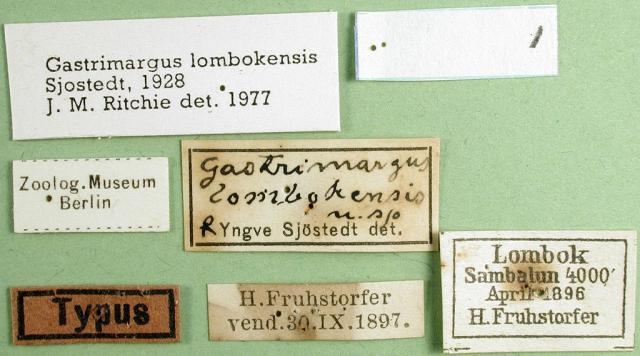 Gastrimargus lombokensis
Sjostedt, 1928
J. M. Ritchie det. 1977
1
Zoolog. Museum
Berlin
Gastrimargus
lombokensis
n. sp
Yngve Sjöstedt det.
Typus
H. Fruhstorfer
vend. 30. IX. 1897.
Lombok
Sambalun 4000'
April 1896
H. Fruhstorfer